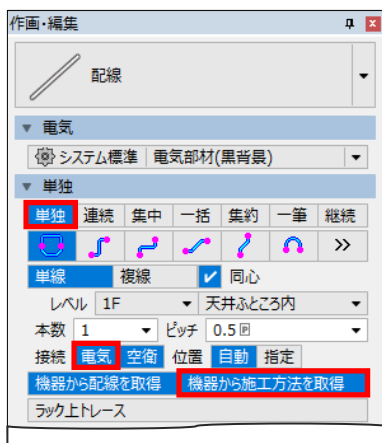 作画・編集
配線
電気
システム標準 電気部材(黒背景)
単独
単独 連続 集中 一括 集約 一筆 継続
単線 複線 同心
レベル 1F 天井ふところ内
本数 1 ピッチ 0.5 P
接続 電気 空衛 位置 自動 指定
機器から配線を取得 機器から施工方法を取得
ラック上トレース